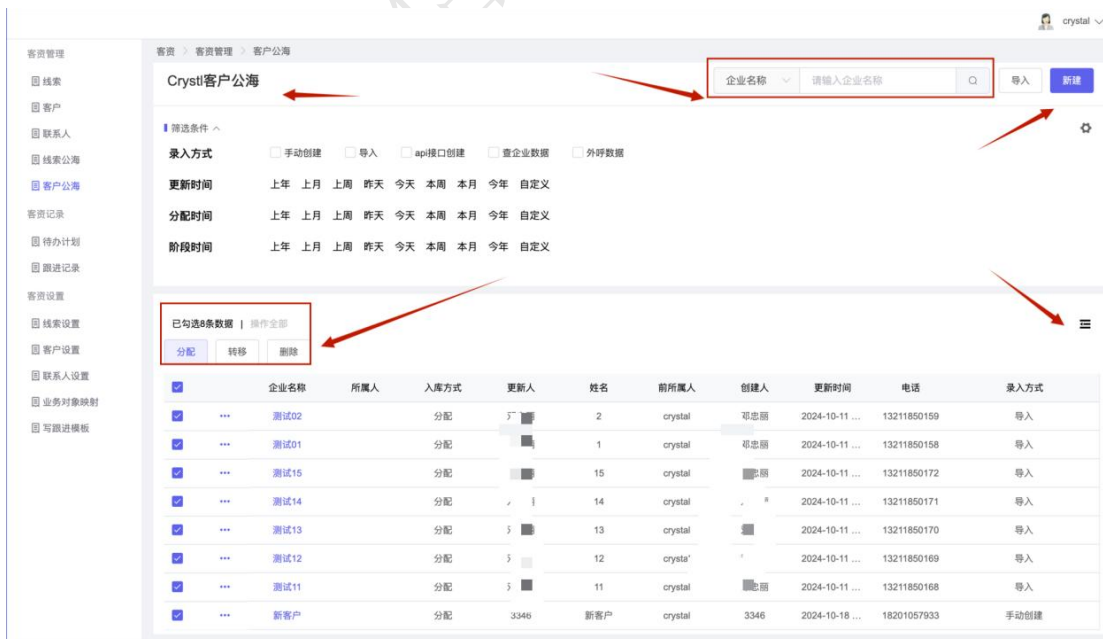 crystal
客资管理
线索
客户
联系人
线索公海
客户公海
客资记录
待办计划
跟进记录
客资设置
线索设置
客户设置
联系人设置
业务对象映射
写跟进模板
客资 > 客资管理 > 客户公海
Crystl客户公海
企业名称 请输入企业名称 导入 新建
筛选条件
录入方式 手动创建 导入 api接口创建 查企业数据 外呼数据
更新时间 上年 上月 上周 昨天 今天 本周 本月 今年 自定义
分配时间 上年 上月 上周 昨天 今天 本周 本月 今年 自定义
阶段时间 上年 上月 上周 昨天 今天 本周 本月 今年 自定义
已勾选8条数据 | 操作全部
分配 转移 删除
企业名称 所属人 入库方式 更新人 姓名 前所属人 创建人 更新时间 电话 录入方式
••• 测试02 分配 2 crystal 邓忠丽 2024-10-11 ... 13211850159 导入
••• 测试01 分配 1 crystal 邓忠丽 2024-10-11 ... 13211850158 导入
••• 测试15 分配 15 crystal 忠丽 2024-10-11 ... 13211850172 导入
••• 测试14 分配 14 crystal 2024-10-11 ... 13211850171 导入
••• 测试13 分配 13 crystal 2024-10-11 ... 13211850170 导入
••• 测试12 分配 12 crysta 2024-10-11 ... 13211850169 导入
••• 测试11 分配 11 crystal 忠丽 2024-10-11 ... 13211850168 导入
••• 新客户 分配 3346 新客户 crystal 3346 2024-10-18 ... 18201057933 手动创建